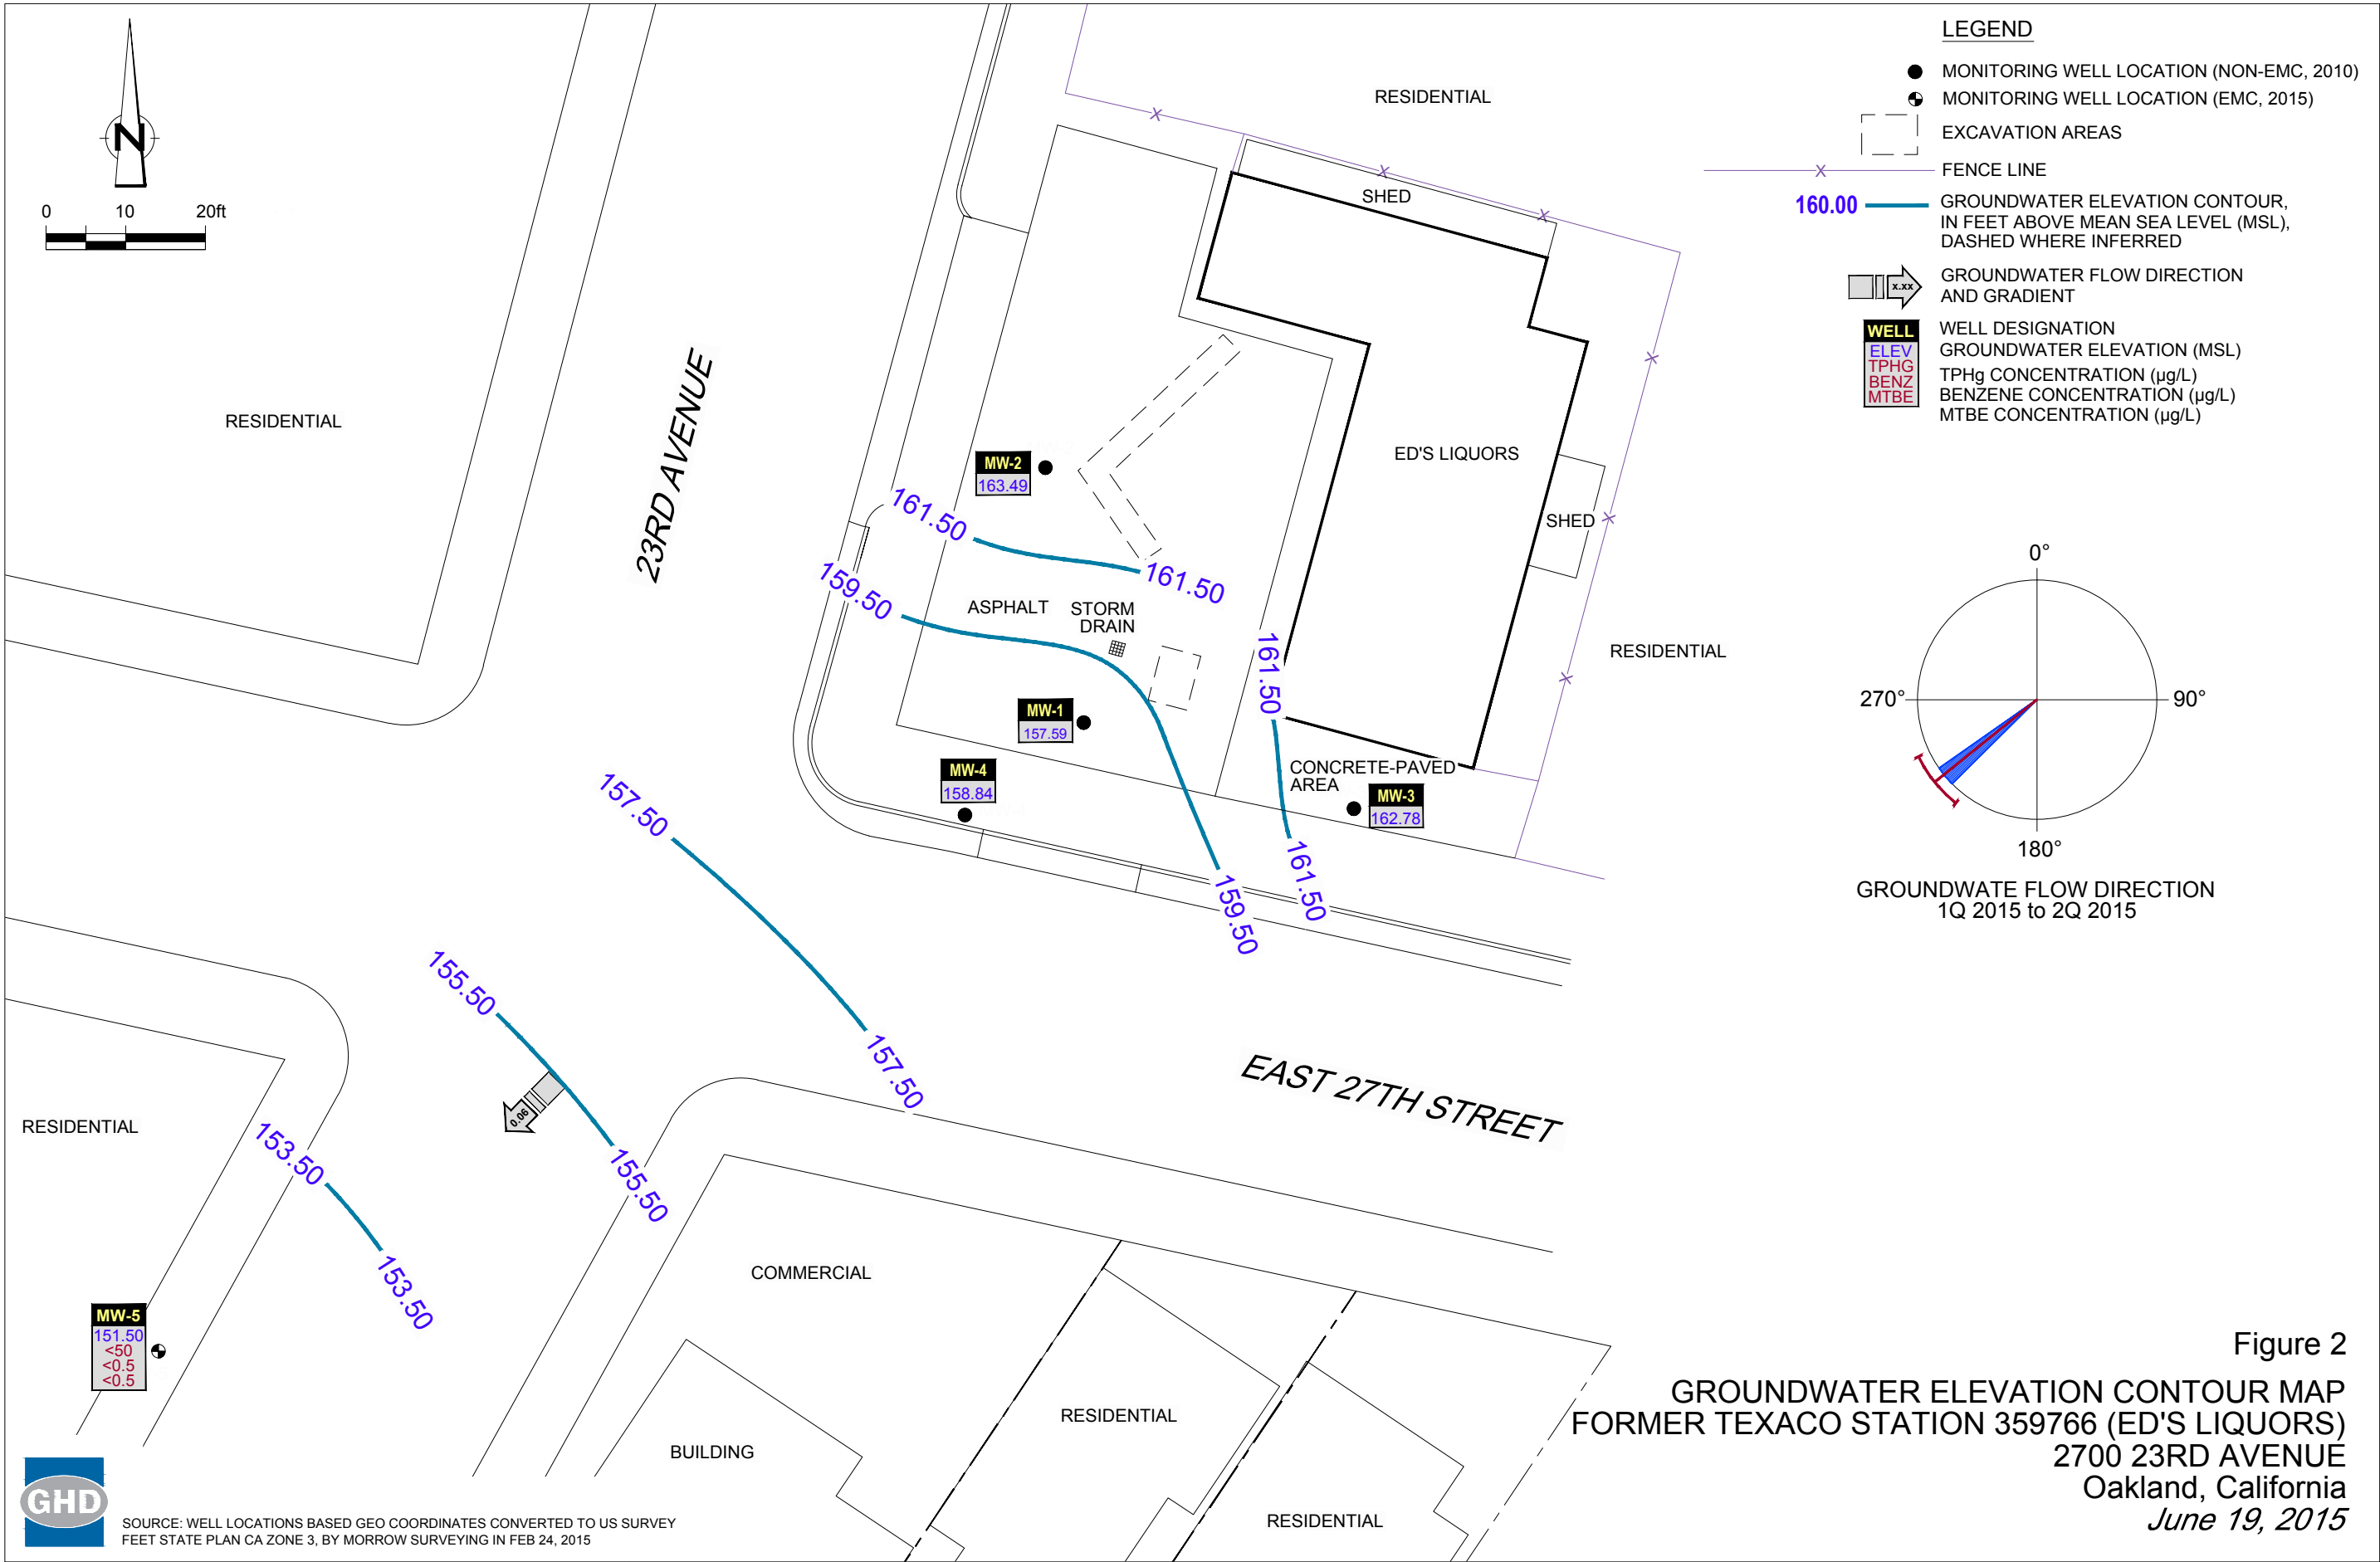 N
0 10 20ft
LEGEND
MONITORING WELL LOCATION (NON-EMC, 2010)
MONITORING WELL LOCATION (EMC, 2015)
EXCAVATION AREAS
X
FENCE LINE
160.00
GROUNDWATER ELEVATION CONTOUR,
IN FEET ABOVE MEAN SEA LEVEL (MSL),
DASHED WHERE INFERRED
x.xx
GROUNDWATER FLOW DIRECTION
AND GRADIENT
WELL
ELEV
TPHG
BENZ
MTBE
WELL DESIGNATION
GROUNDWATER ELEVATION (MSL)
TPHg CONCENTRATION (µg/L)
BENZENE CONCENTRATION (µg/L)
MTBE CONCENTRATION (µg/L)
RESIDENTIAL
SHED
RESIDENTIAL
23RD AVENUE
ED'S LIQUORS
MW-2
163.49
161.50
161.50
SHED
159.50
ASPHALT
STORM
DRAIN
161.50
RESIDENTIAL
MW-1
157.59
MW-4
158.84
CONCRETE-PAVED
AREA
MW-3
162.78
161.50
159.50
157.50
157.50
155.50
155.50
0.06
153.50
153.50
EAST 27TH STREET
0°
90°
180°
270°
GROUNDWATE FLOW DIRECTION
1Q 2015 to 2Q 2015
RESIDENTIAL
MW-5
151.50
<50
<0.5
<0.5
COMMERCIAL
BUILDING
RESIDENTIAL
RESIDENTIAL
GHD
SOURCE: WELL LOCATIONS BASED GEO COORDINATES CONVERTED TO US SURVEY
FEET STATE PLAN CA ZONE 3, BY MORROW SURVEYING IN FEB 24, 2015
Figure 2
GROUNDWATER ELEVATION CONTOUR MAP
FORMER TEXACO STATION 359766 (ED'S LIQUORS)
2700 23RD AVENUE
Oakland, California
June 19, 2015